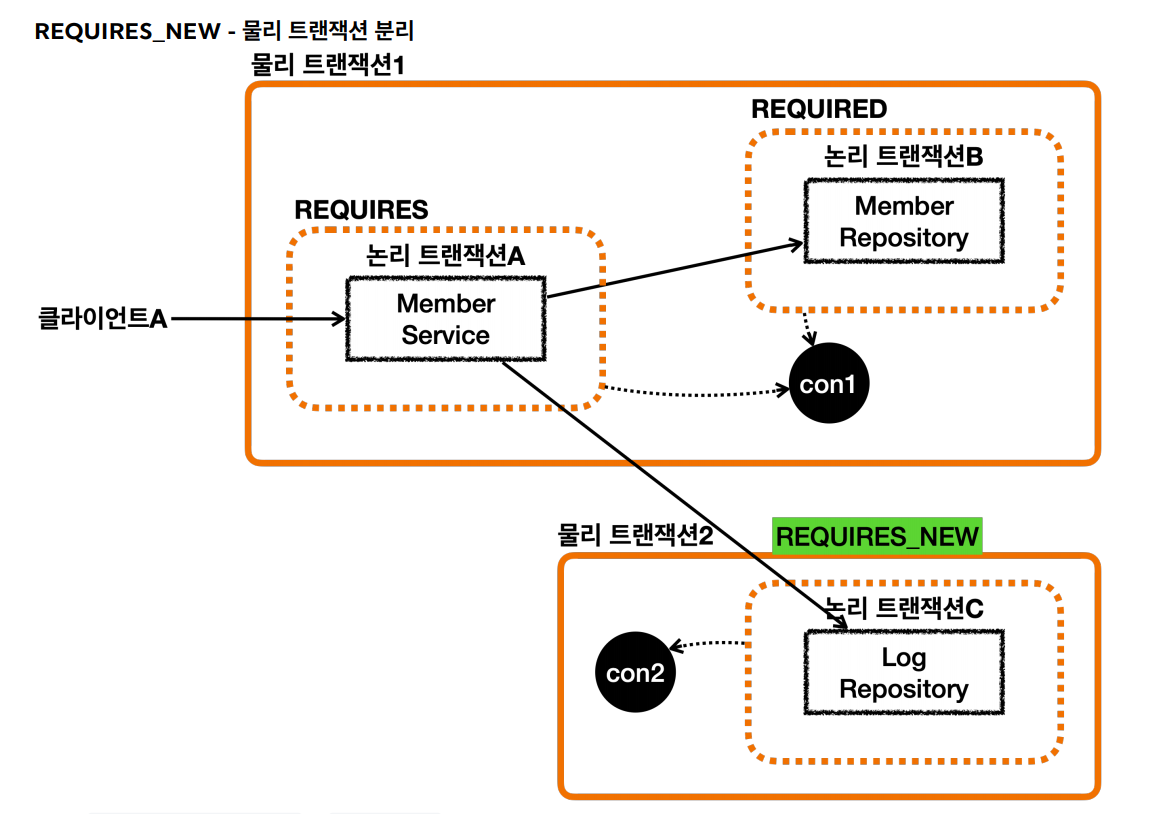 REQUIRES_NEW - 물리 트랜잭션 분리
물리 트랜잭션1
REQUIRED
논리 트랜잭션B
Member
Repository
REQUIRES
논리 트랜잭션A
Member
Service
클라이언트A
con1
물리 트랜잭션2
REQUIRES_NEW
논리 트랜잭션C
Log
Repository
con2